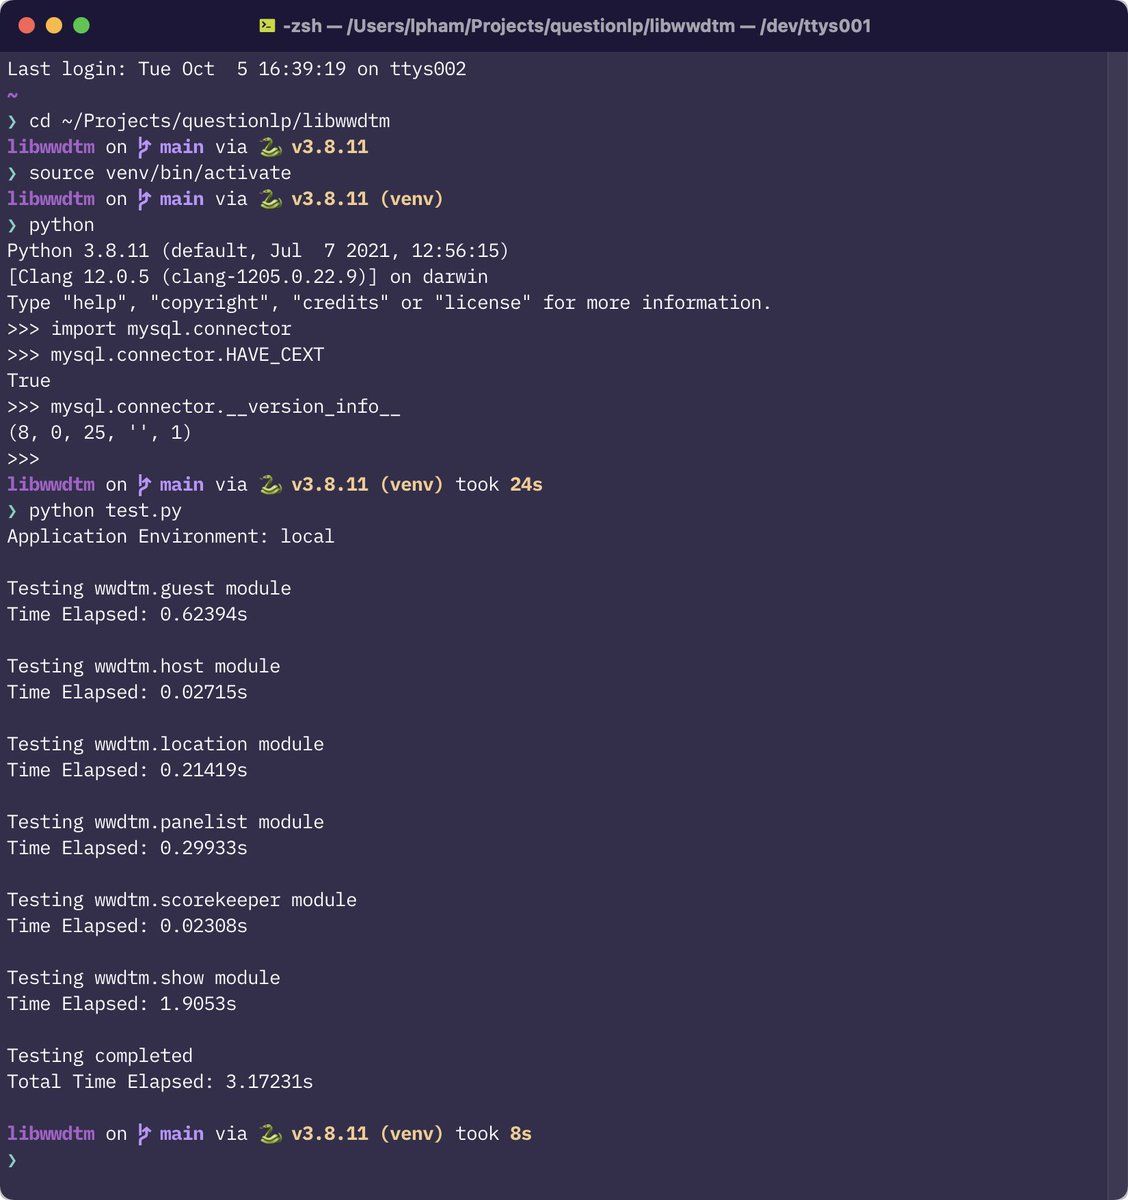 -zsh — /Users/lpham/Projects/questionlp/libwwdtm — /dev/ttys001
Last login: Tue Oct  5 16:39:19 on ttys002
~
❯ cd ~/Projects/questionlp/libwwdtm
libwwdtm on main via 🐍 v3.8.11
❯ source venv/bin/activate
libwwdtm on main via 🐍 v3.8.11 (venv)
❯ python
Python 3.8.11 (default, Jul  7 2021, 12:56:15)
[Clang 12.0.5 (clang-1205.0.22.9)] on darwin
Type "help", "copyright", "credits" or "license" for more information.
>>> import mysql.connector
>>> mysql.connector.HAVE_CEXT
True
>>> mysql.connector.__version_info__
(8, 0, 25, '', 1)
>>>
libwwdtm on main via 🐍 v3.8.11 (venv) took 24s
❯ python test.py
Application Environment: local
Testing wwdtm.guest module
Time Elapsed: 0.62394s
Testing wwdtm.host module
Time Elapsed: 0.02715s
Testing wwdtm.location module
Time Elapsed: 0.21419s
Testing wwdtm.panelist module
Time Elapsed: 0.29933s
Testing wwdtm.scorekeeper module
Time Elapsed: 0.02308s
Testing wwdtm.show module
Time Elapsed: 1.9053s
Testing completed
Total Time Elapsed: 3.17231s
libwwdtm on main via 🐍 v3.8.11 (venv) took 8s
❯